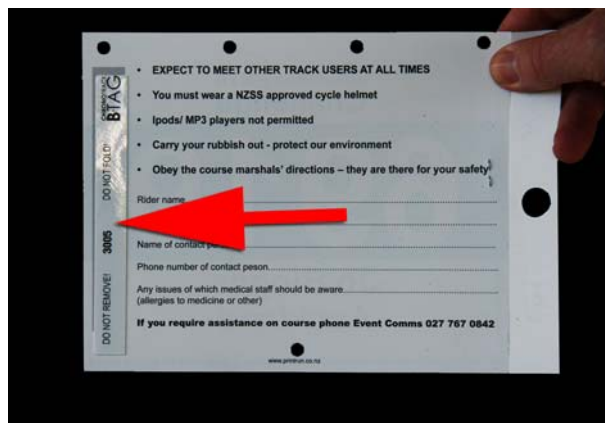 • EXPECT TO MEET OTHER TRACK USERS AT ALL TIMES
• You must wear a NZSS approved cycle helmet
• Ipods/ MP3 players not permitted
• Carry your rubbish out - protect our environment
• Obey the course marshals' directions – they are there for your safety
Rider name
Name of contact
Phone number of contact peson
Any issues of which medical staff should be aware
(allergies to medicine or other)
If you require assistance on course phone Event Comms 027 767 0842
www.printrun.co.nz
DO NOT REMOVE! 3005 DO NOT FOLD! CHRONOTRACK
BTAG